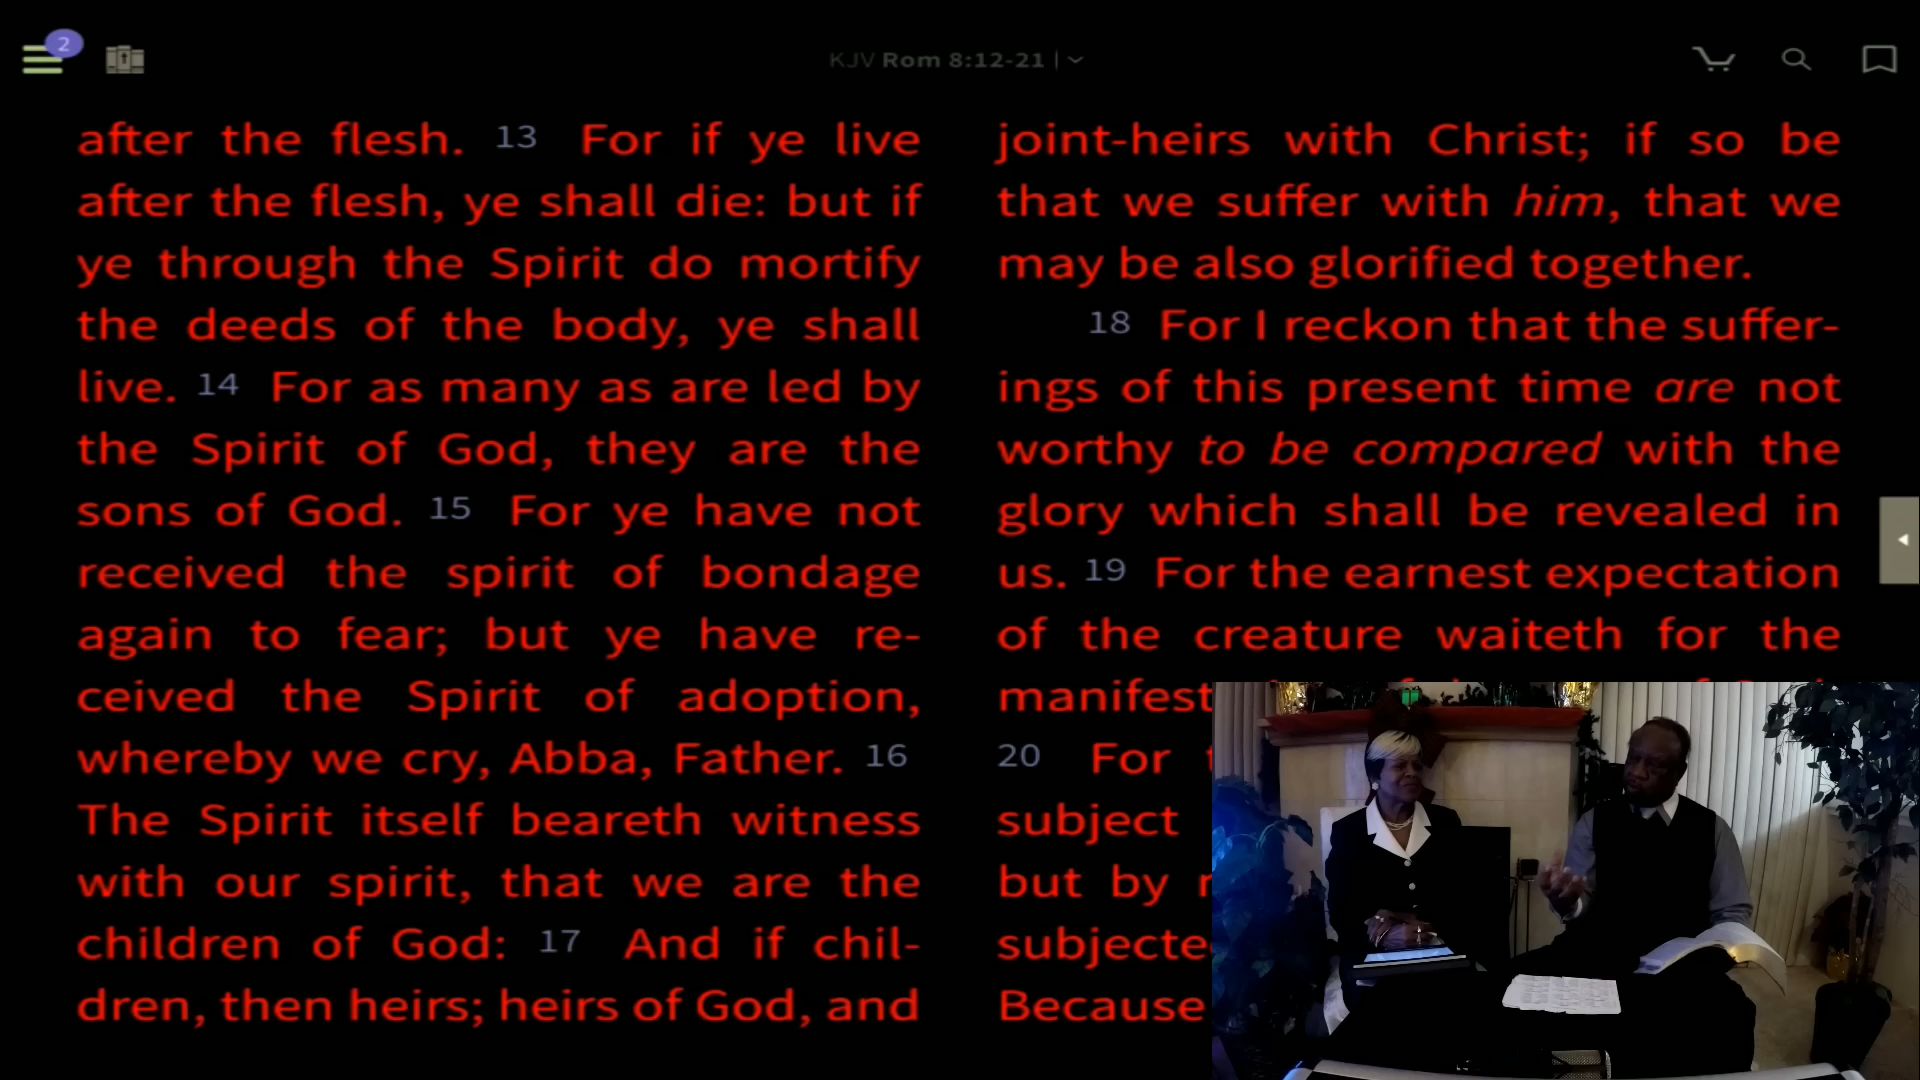 2
KJV Rom 8:12-21
after the flesh. 13 For if ye live
after the flesh, ye shall die: but if
ye through the Spirit do mortify
the deeds of the body, ye shall
live. 14 For as many as are led by
the Spirit of God, they are the
sons of God. 15 For ye have not
received the spirit of bondage
again to fear; but ye have re-
ceived the Spirit of adoption,
whereby we cry, Abba, Father. 16
The Spirit itself beareth witness
with our spirit, that we are the
children of God: 17 And if chil-
dren, then heirs; heirs of God, and
joint-heirs with Christ; if so be
that we suffer with him, that we
may be also glorified together.
18 For I reckon that the suffer-
ings of this present time are not
worthy to be compared with the
glory which shall be revealed in
us. 19 For the earnest expectation
of the creature waiteth for the
manifest
20 For
subject
but by
subjecte
Because